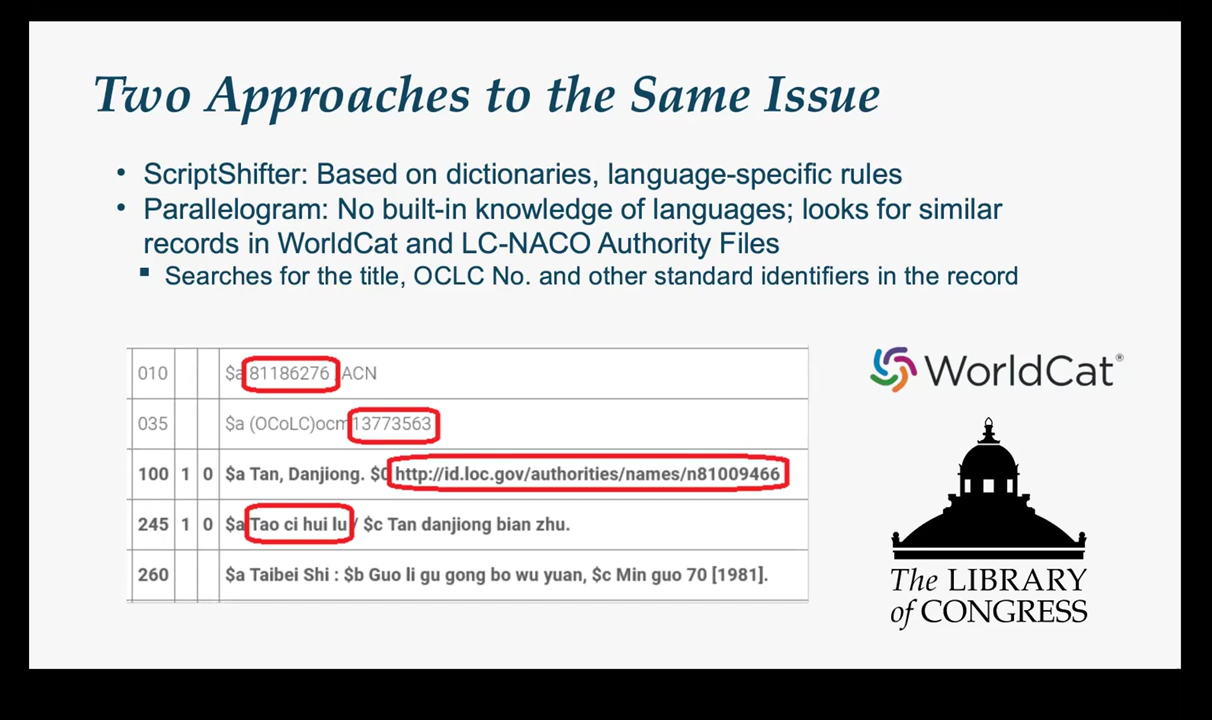 Two Approaches to the Same Issue
• ScriptShifter: Based on dictionaries, language-specific rules
• Parallelogram: No built-in knowledge of languages; looks for similar
records in WorldCat and LC-NACO Authority Files
▪ Searches for the title, OCLC No. and other standard identifiers in the record
010 $a 81186276 ACN
035 $a (OCoLC)ocm13773563
100 1 0 $a Tan, Danjiong. $0 http://id.loc.gov/authorities/names/n81009466
245 1 0 $a Tao ci hui lu / $c Tan danjiong bian zhu.
260 $a Taibei Shi : $b Guo li gu gong bo wu yuan, $c Min guo 70 [1981].
WorldCat®
The LIBRARY
of CONGRESS